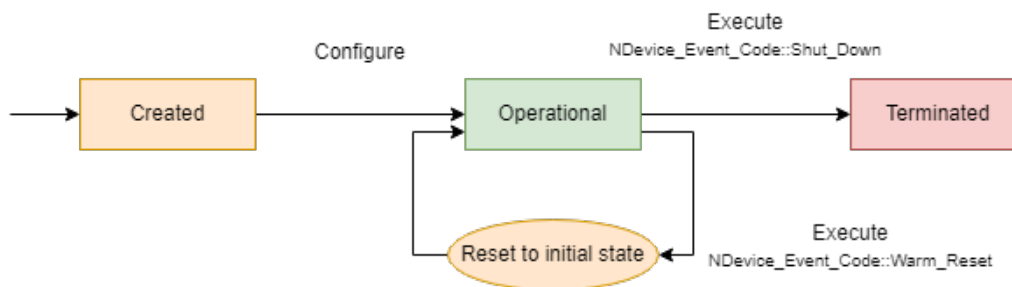 Execute
NDevice_Event_Code::Shut_Down
Configure
Created
Operational
Terminated
Reset to initial state
Execute
NDevice_Event_Code::Warm_Reset